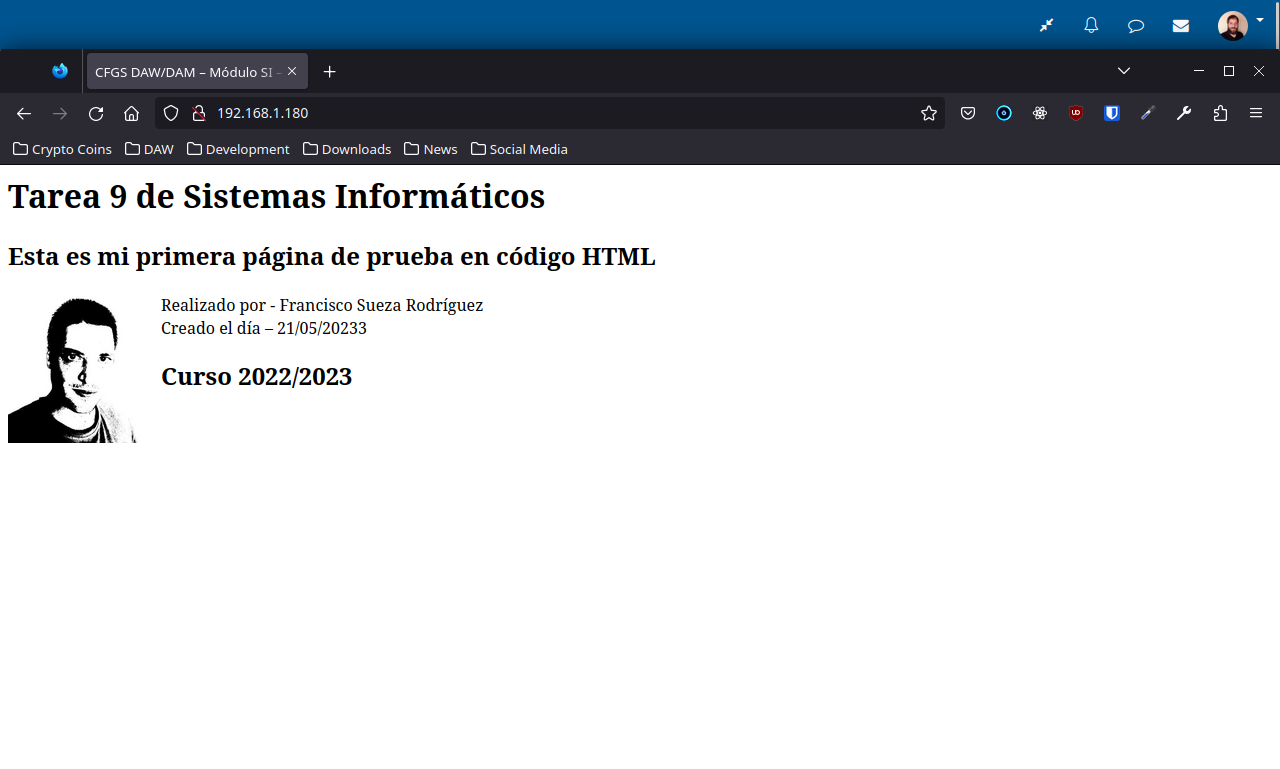 CFGS DAW/DAM – Módulo SI –
192.168.1.180
Crypto Coins
DAW
Development
Downloads
News
Social Media
Tarea 9 de Sistemas Informáticos
Esta es mi primera página de prueba en código HTML
Realizado por - Francisco Sueza Rodríguez
Creado el día – 21/05/20233
Curso 2022/2023